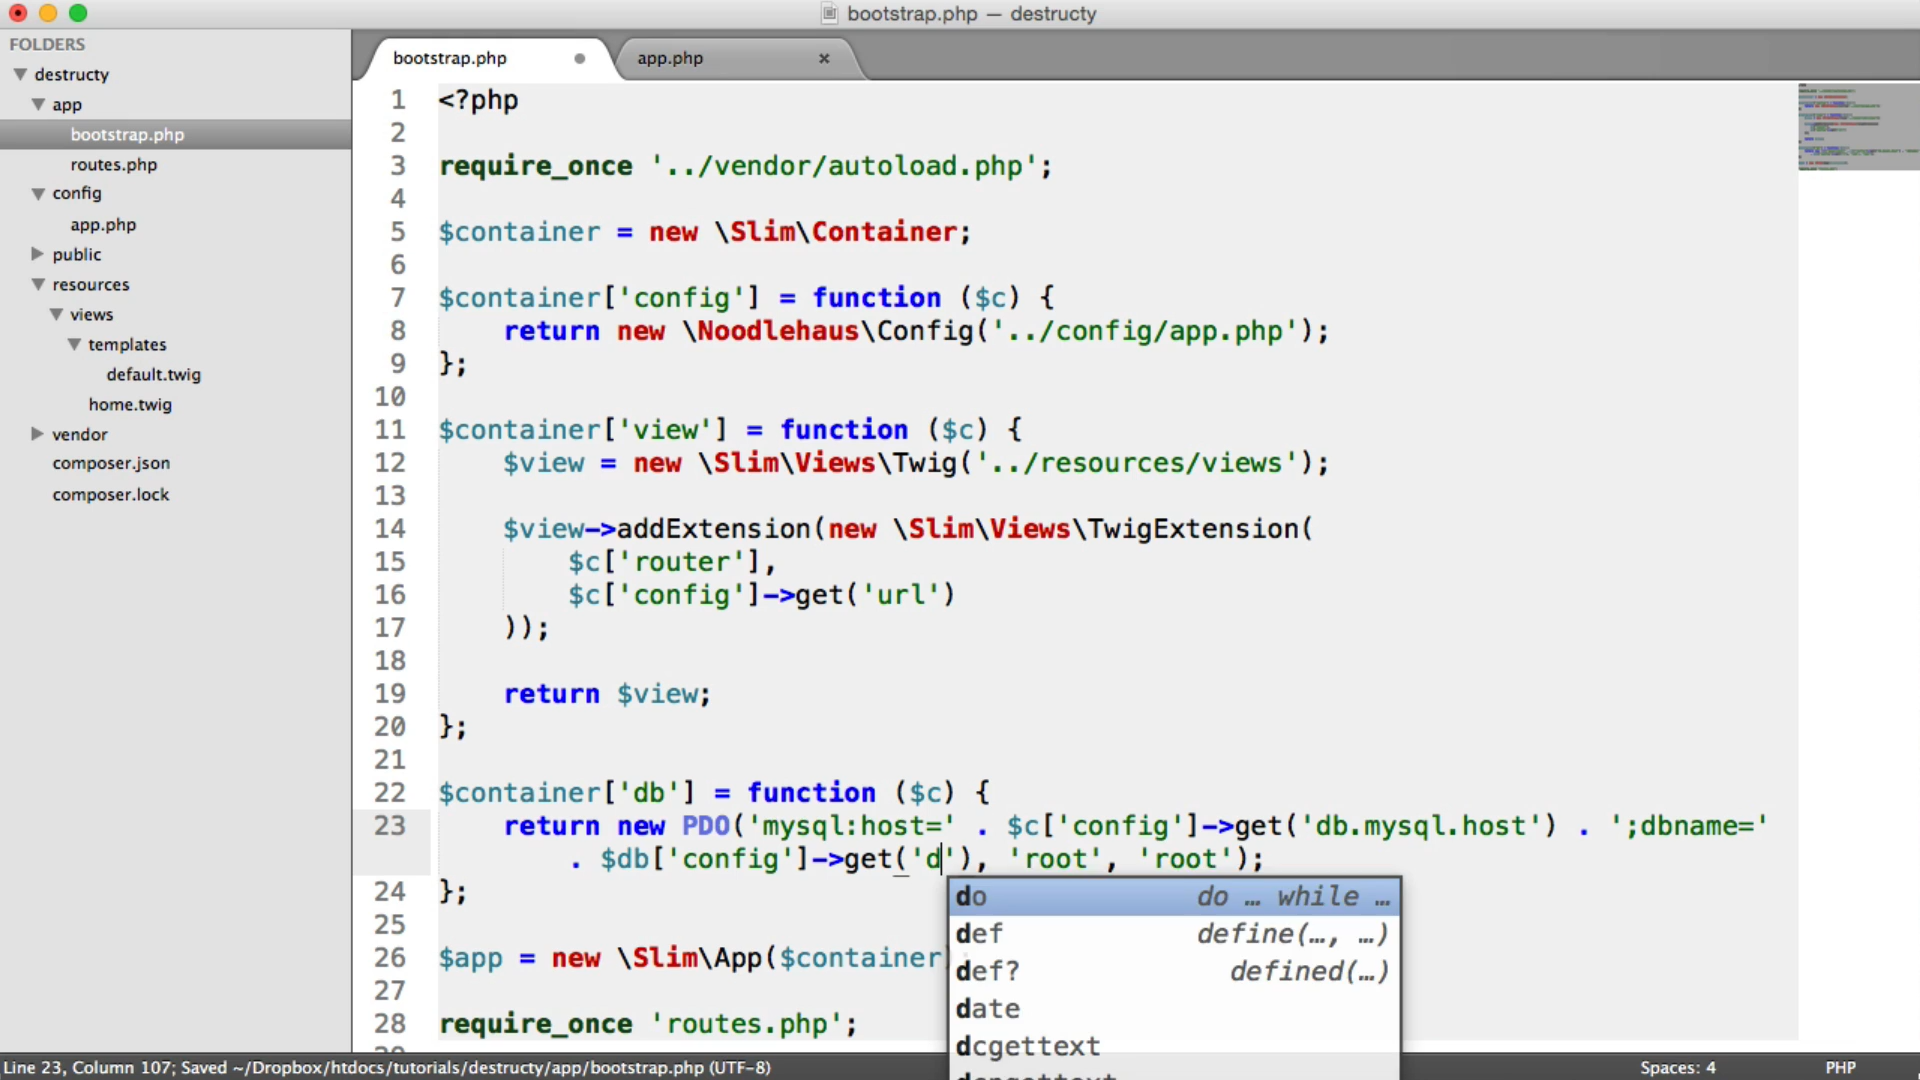 bootstrap.php — destructy
FOLDERS
destructy
app
bootstrap.php
routes.php
config
app.php
public
resources
views
templates
default.twig
home.twig
vendor
composer.json
composer.lock
bootstrap.php
app.php
1 <?php
2
3 require_once '../vendor/autoload.php';
4
5 $container = new \Slim\Container;
6
7 $container['config'] = function ($c) {
8 return new \Noodlehaus\Config('../config/app.php');
9 };
10
11 $container['view'] = function ($c) {
12 $view = new \Slim\Views\Twig('../resources/views');
13
14 $view->addExtension(new \Slim\Views\TwigExtension(
15 $c['router'],
16 $c['config']->get('url')
17 ));
18
19 return $view;
20 };
21
22 $container['db'] = function ($c) {
23 return new PDO('mysql:host=' . $c['config']->get('db.mysql.host') . ';dbname='
. $db['config']->get('d'), 'root', 'root');
24 };
25
26 $app = new \Slim\App($container)
27
28 require_once 'routes.php';
do do … while …
def define(…, …)
def? defined(…)
date
dcgettext
Line 23, Column 107; Saved ~/Dropbox/htdocs/tutorials/destructy/app/bootstrap.php (UTF-8)
Spaces: 4
PHP